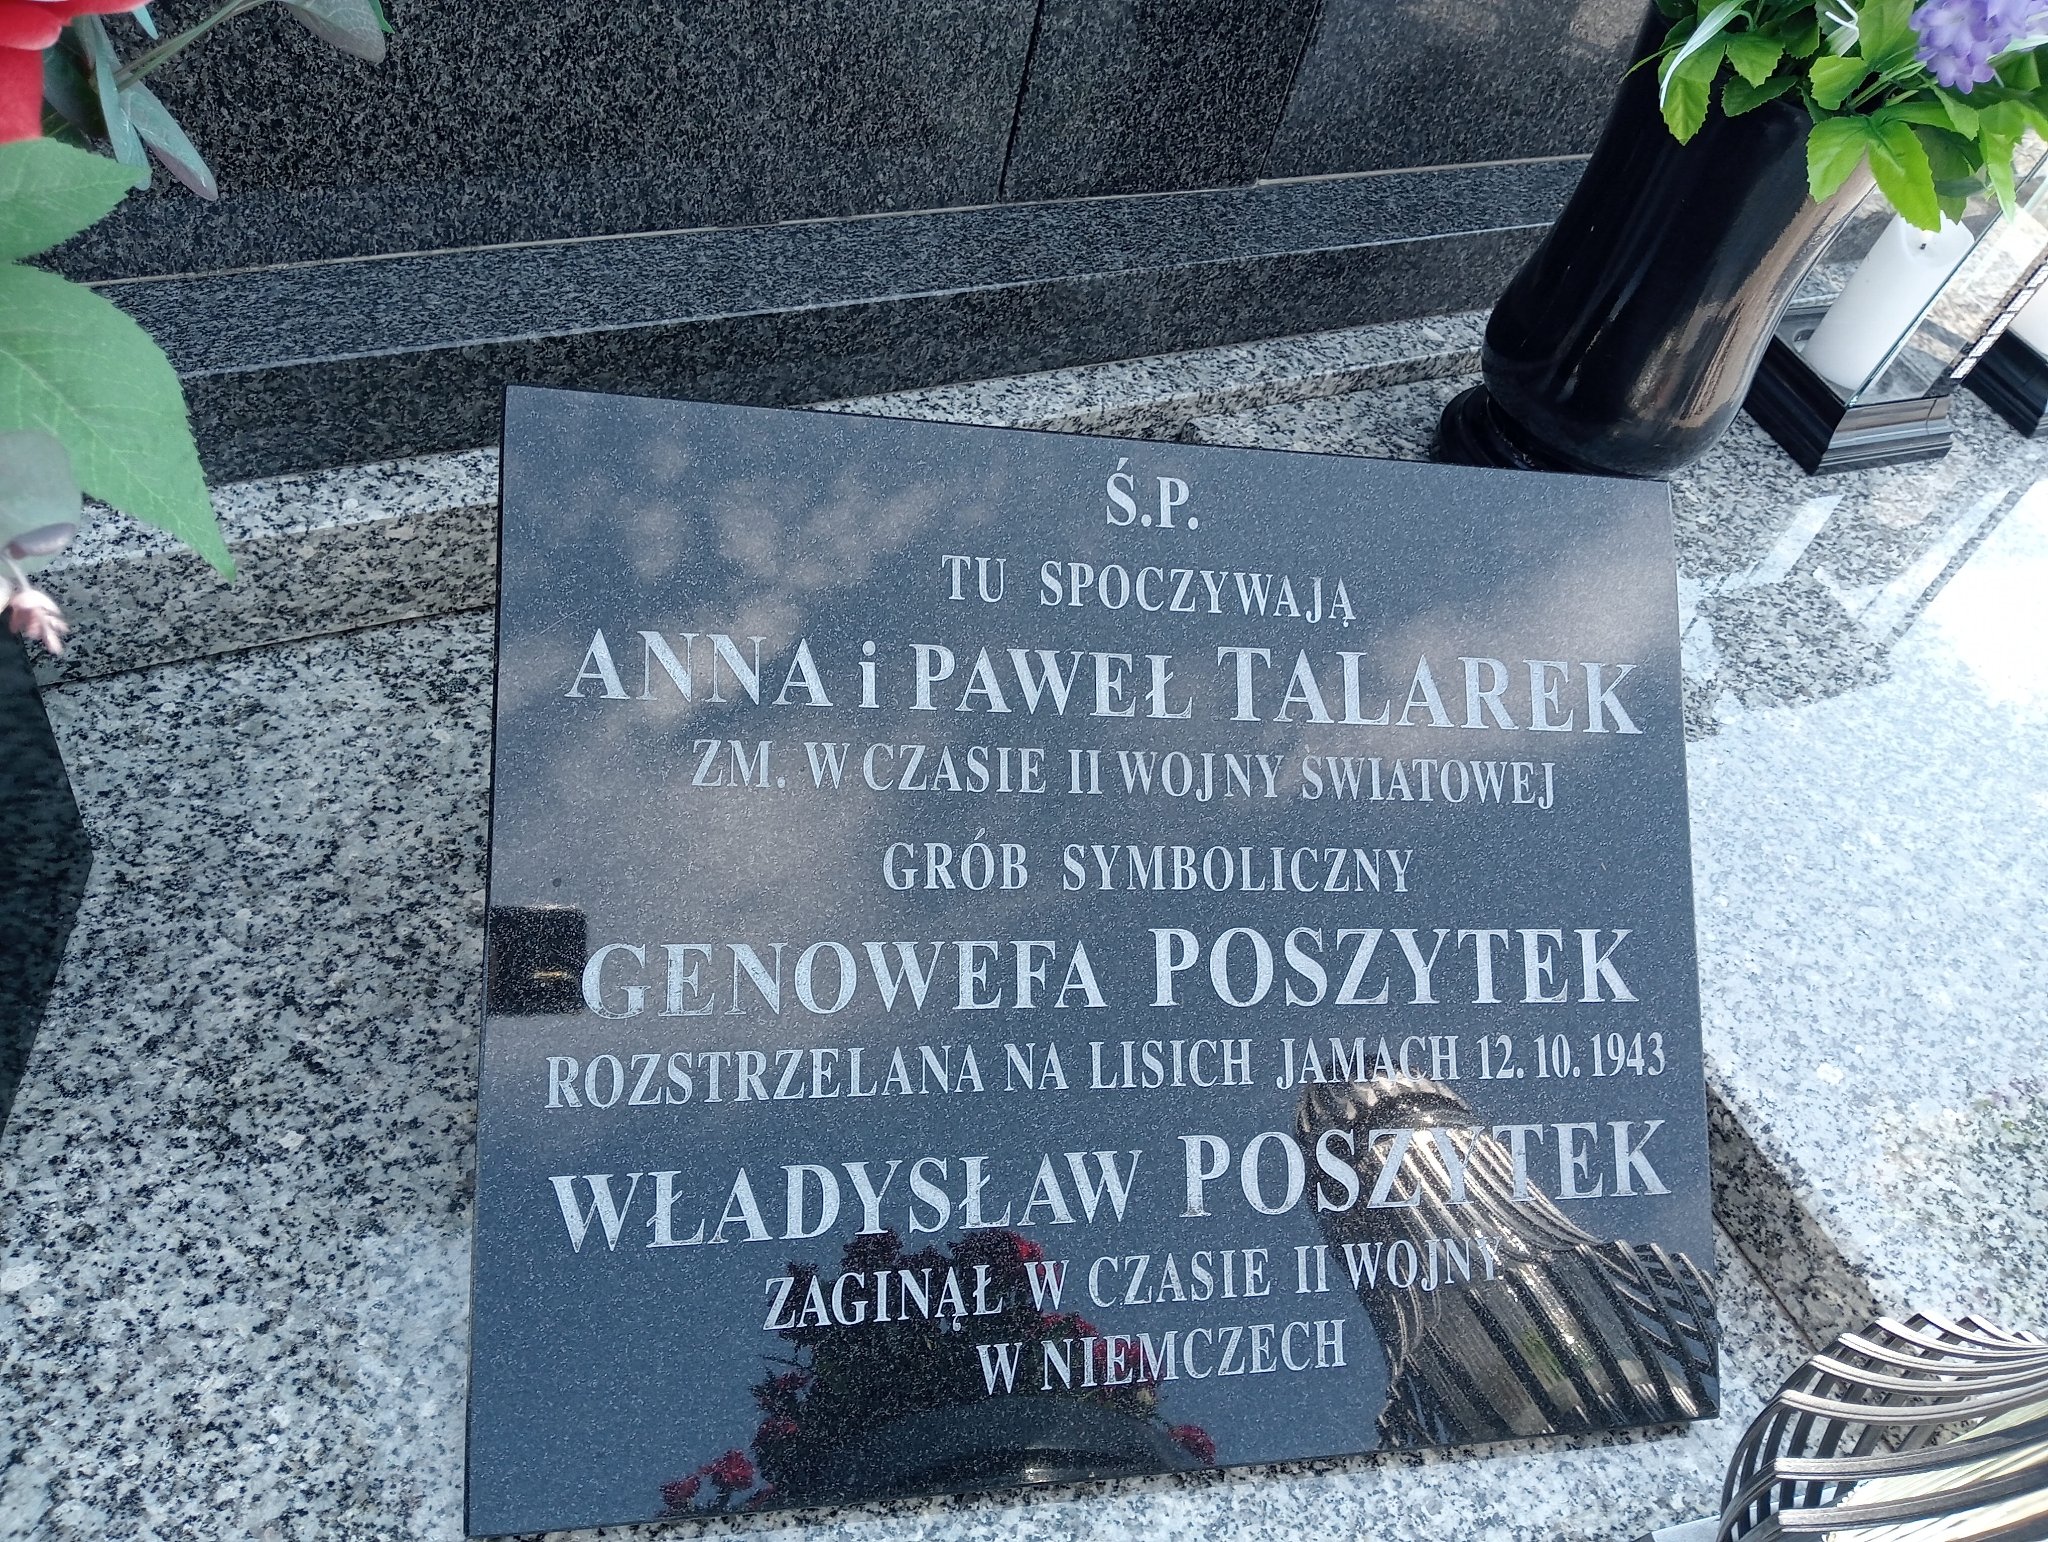 Ś.P.
TU SPOCZYWAJĄ
ANNA i PAWEŁ TALAREK
ZM. W CZASIE II WOJNY ŚWIATOWEJ
GRÓB SYMBOLICZNY
GENOWEFA POSZYTEK
ROZSTRZELANA NA LISICH JAMACH 12.10.1943
WŁADYSŁAW POSZYTEK
ZAGINĄŁ W CZASIE II WOJNY
W NIEMCZECH